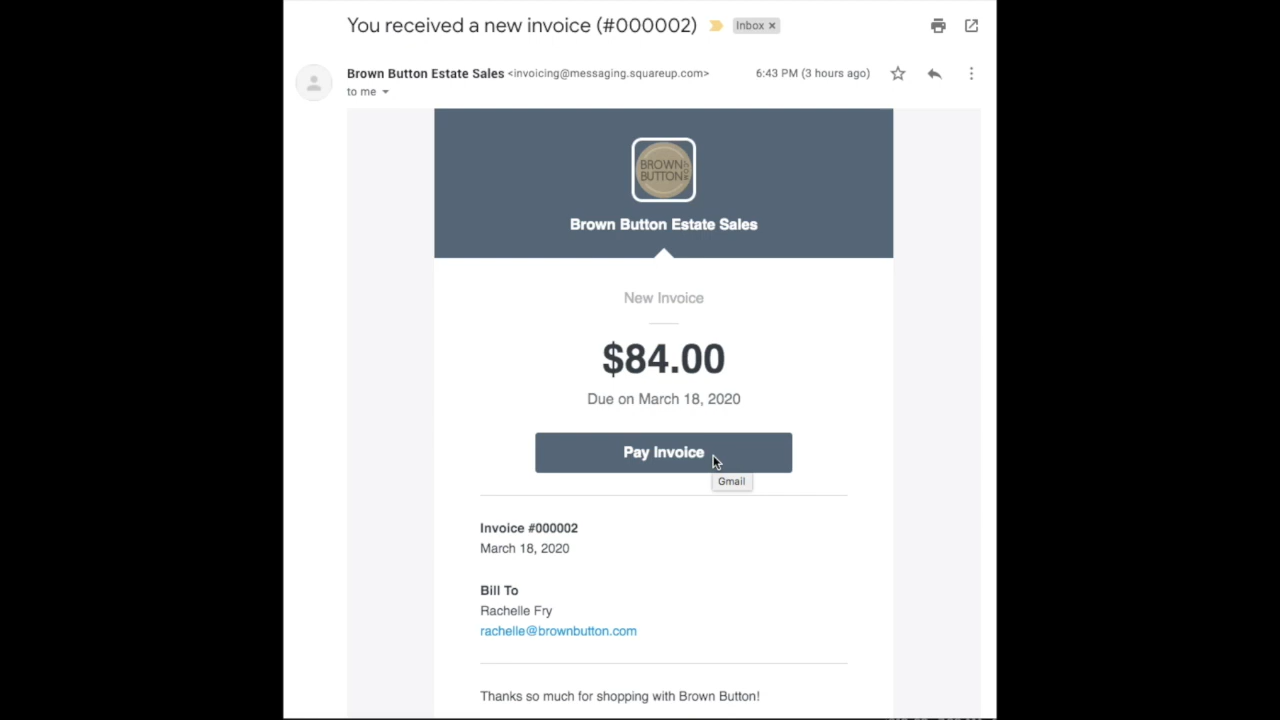 You received a new invoice (#000002)
Inbox ×
Brown Button Estate Sales <invoicing@messaging.squareup.com>
6:43 PM (3 hours ago)
to me
BROWN
BUTTON
Brown Button Estate Sales
New Invoice
$84.00
Due on March 18, 2020
Pay Invoice
Gmail
Invoice #000002
March 18, 2020
Bill To
Rachelle Fry
rachelle@brownbutton.com
Thanks so much for shopping with Brown Button!